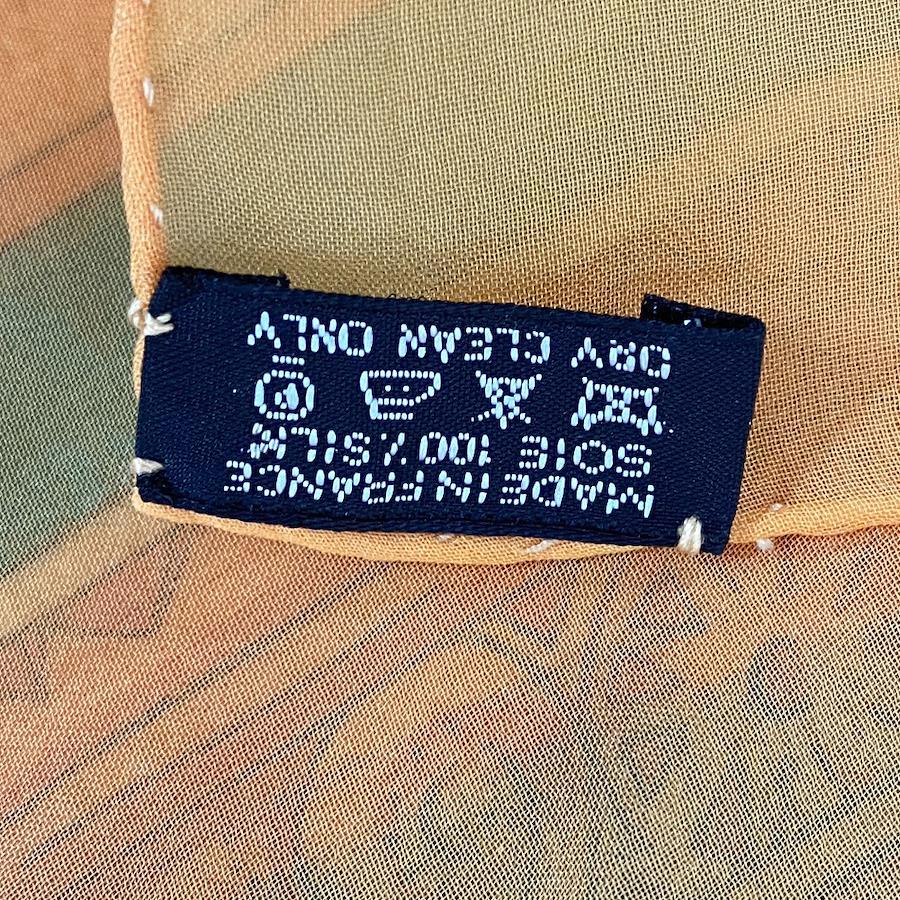 MADE IN FRANCE
SOIE 100% SILK
DRY CLEAN ONLY